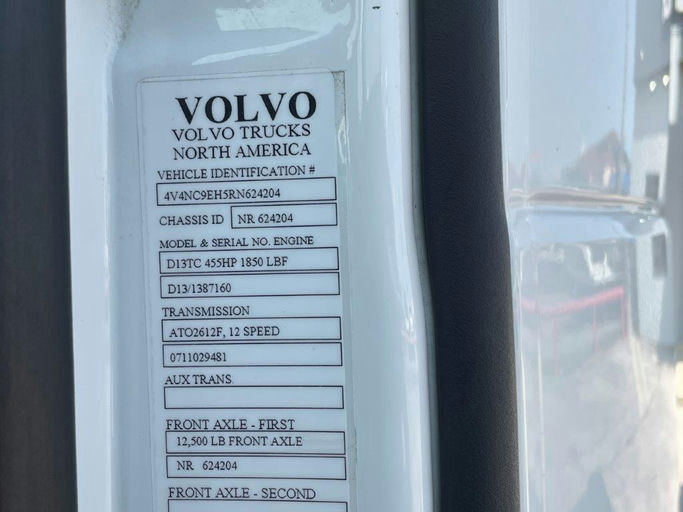 VOLVO
VOLVO TRUCKS
NORTH AMERICA
VEHICLE IDENTIFICATION #
4V4NC9EH5RN624204
CHASSIS ID NR 624204
MODEL & SERIAL NO. ENGINE
D13TC 455HP 1850 LBF
D13/1387160
TRANSMISSION
ATO2612F, 12 SPEED
0711029481
AUX TRANS.
FRONT AXLE - FIRST
12,500 LB FRONT AXLE
NR 624204
FRONT AXLE - SECOND